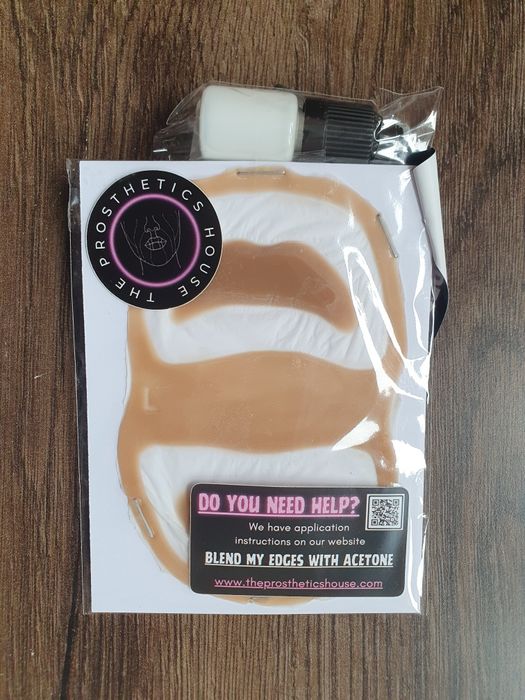 THE PROSTHETICS HOUSE
DO YOU NEED HELP?
We have application
instructions on our website
BLEND MY EDGES WITH ACETONE
www.theprostheticshouse.com